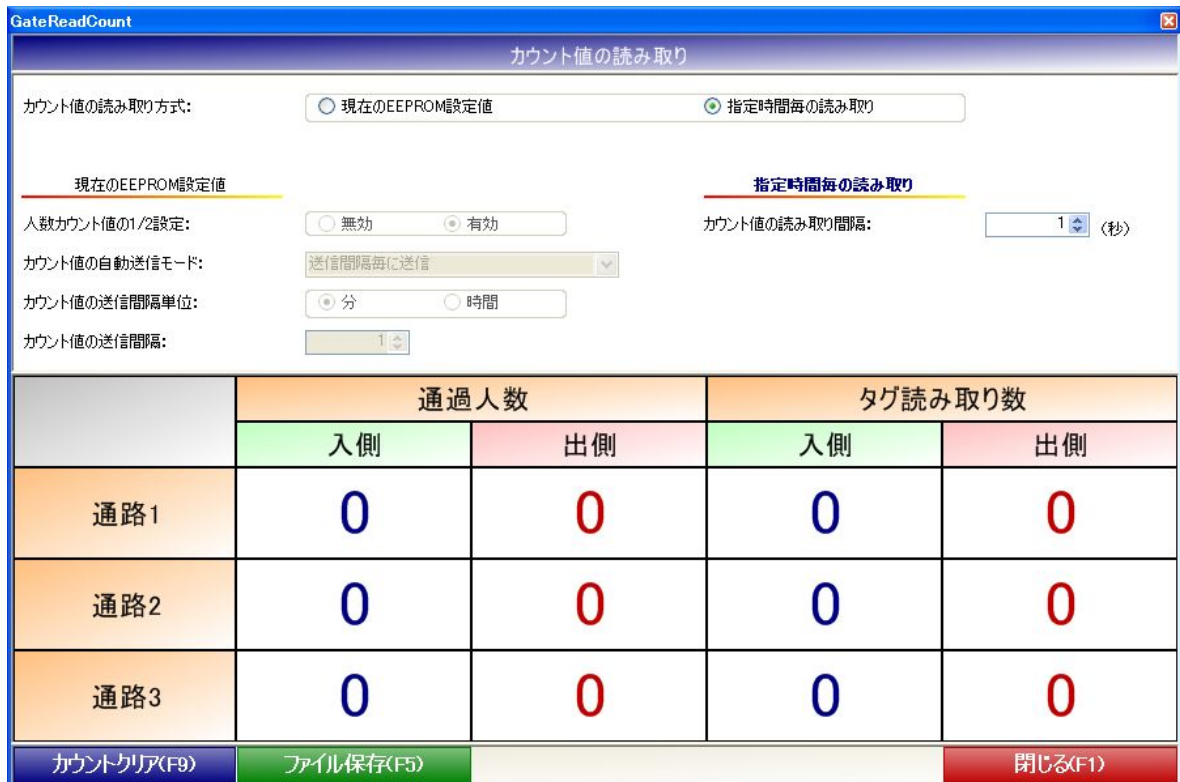 GateReadCount
カウント値の読み取り
カウント値の読み取り方式: 現在のEEPROM設定値 指定時間毎の読み取り
現在のEEPROM設定値 指定時間毎の読み取り
人数カウント値の1/2設定: 無効 有効 カウント値の読み取り間隔: 1 (秒)
カウント値の自動送信モード: 送信間隔毎に送信
カウント値の送信間隔単位: 分 時間
カウント値の送信間隔: 1
通過人数 タグ読み取り数
入側 出側 入側 出側
通路1 0 0 0 0
通路2 0 0 0 0
通路3 0 0 0 0
カウントクリア(F9) ファイル保存(F5) 閉じる(F1)